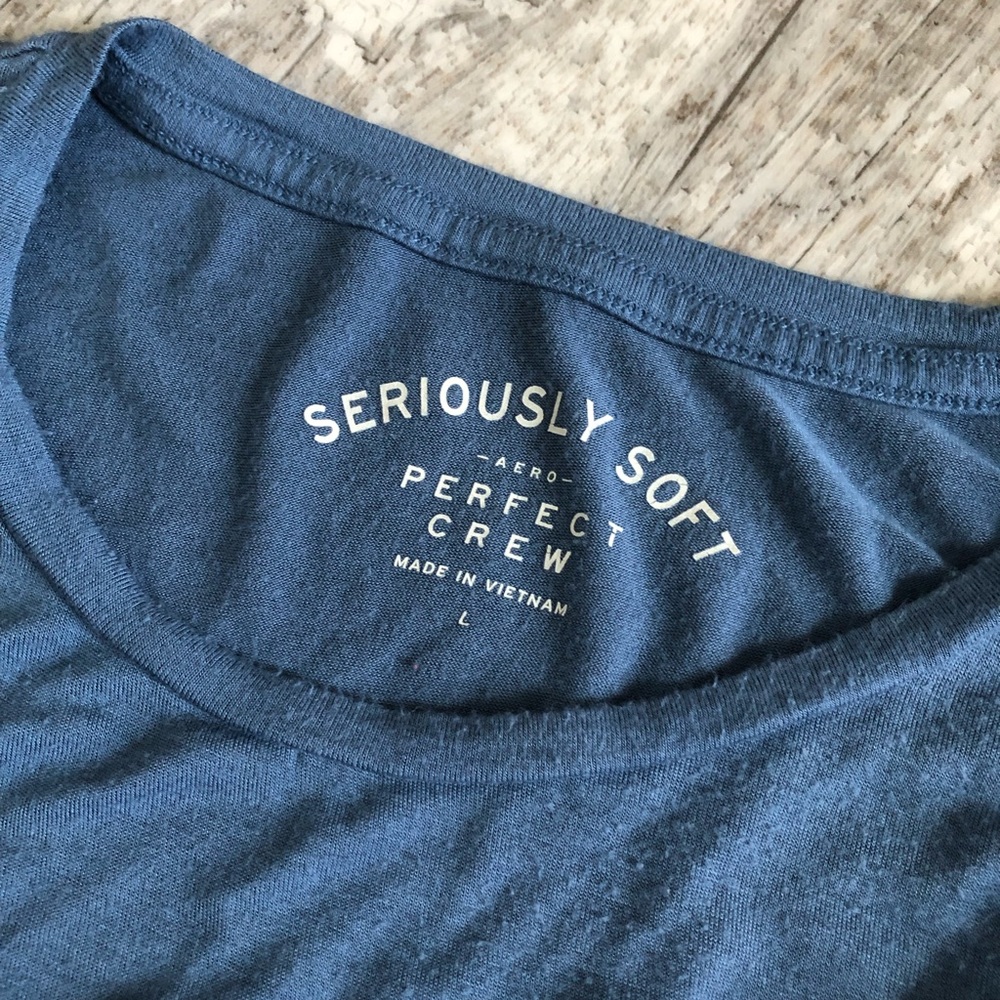 SERIOUSLY SOFT
–AERO–
PERFECT
CREW
MADE IN VIETNAM
L